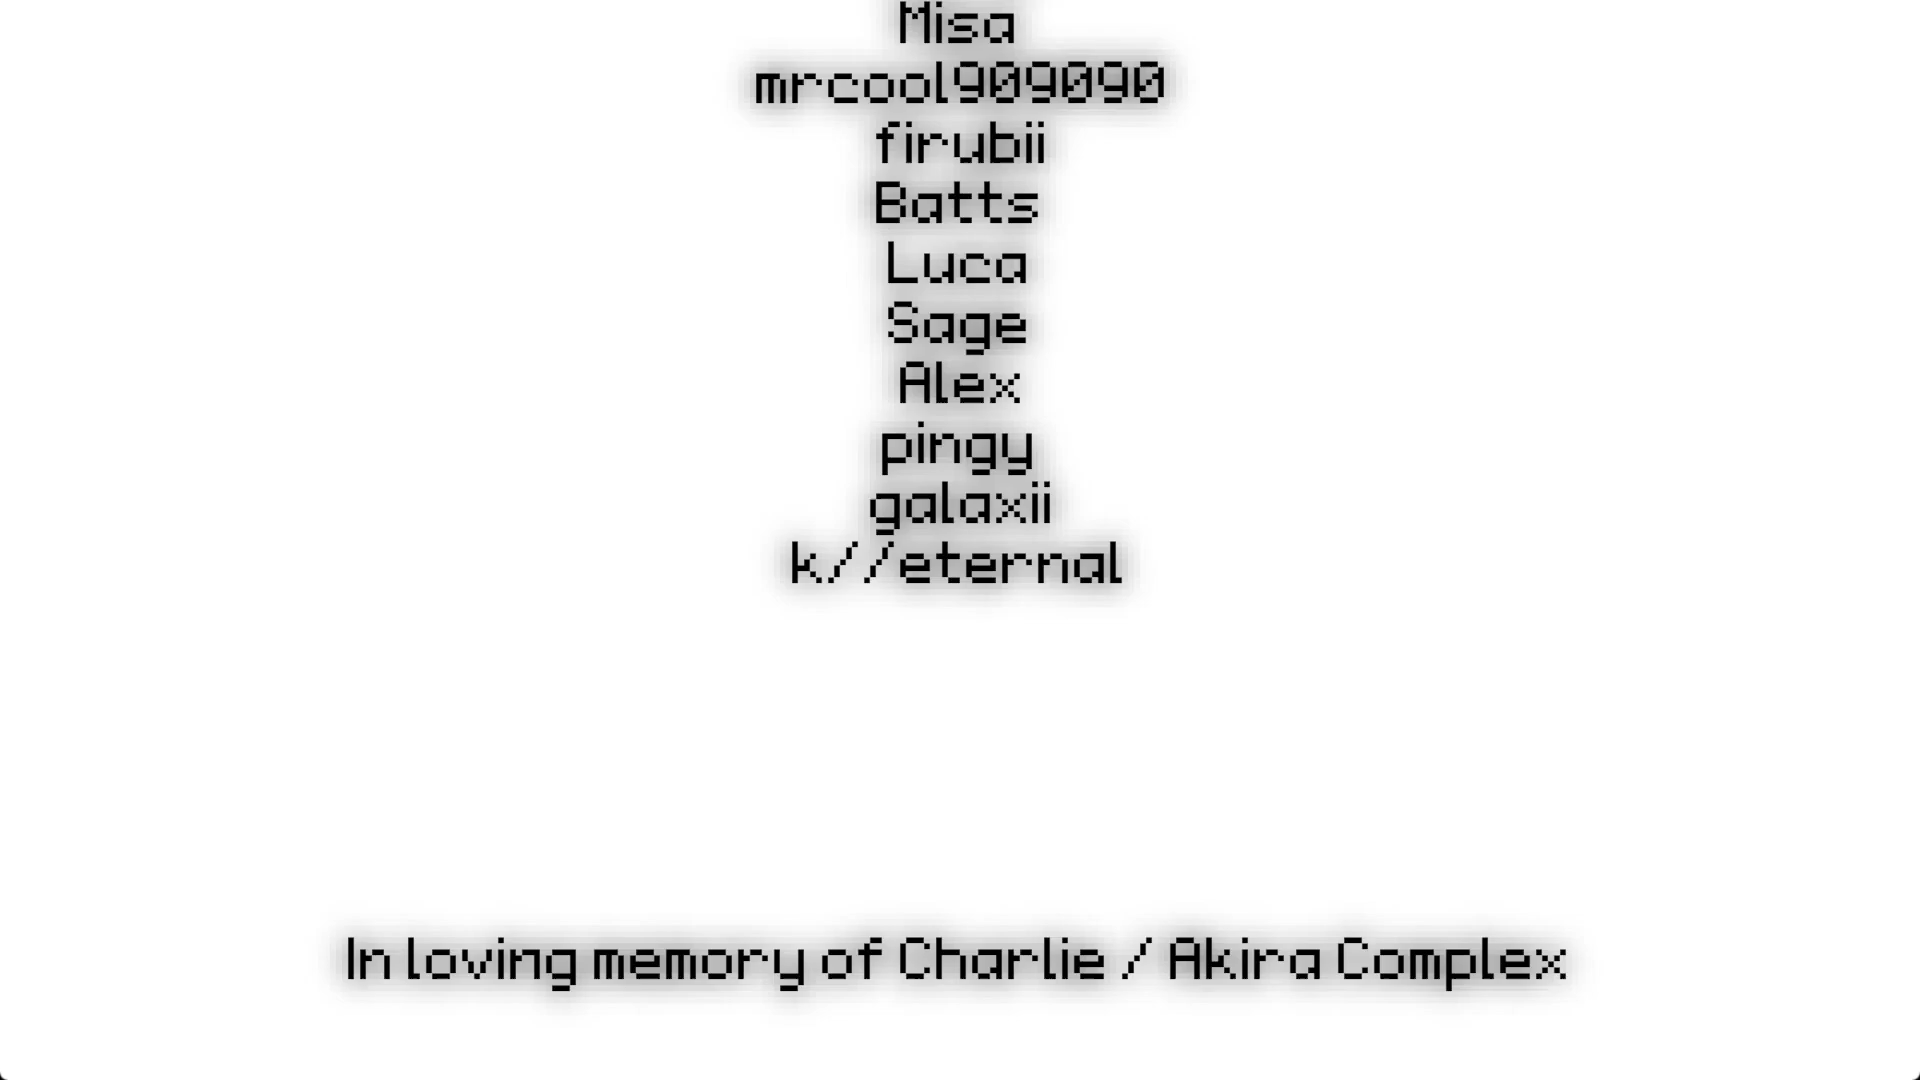 Misa
mrcool909090
firubii
Batts
Luca
Sage
Alex
pingy
galaxii
k//eternal
In loving memory of Charlie / Akira Complex